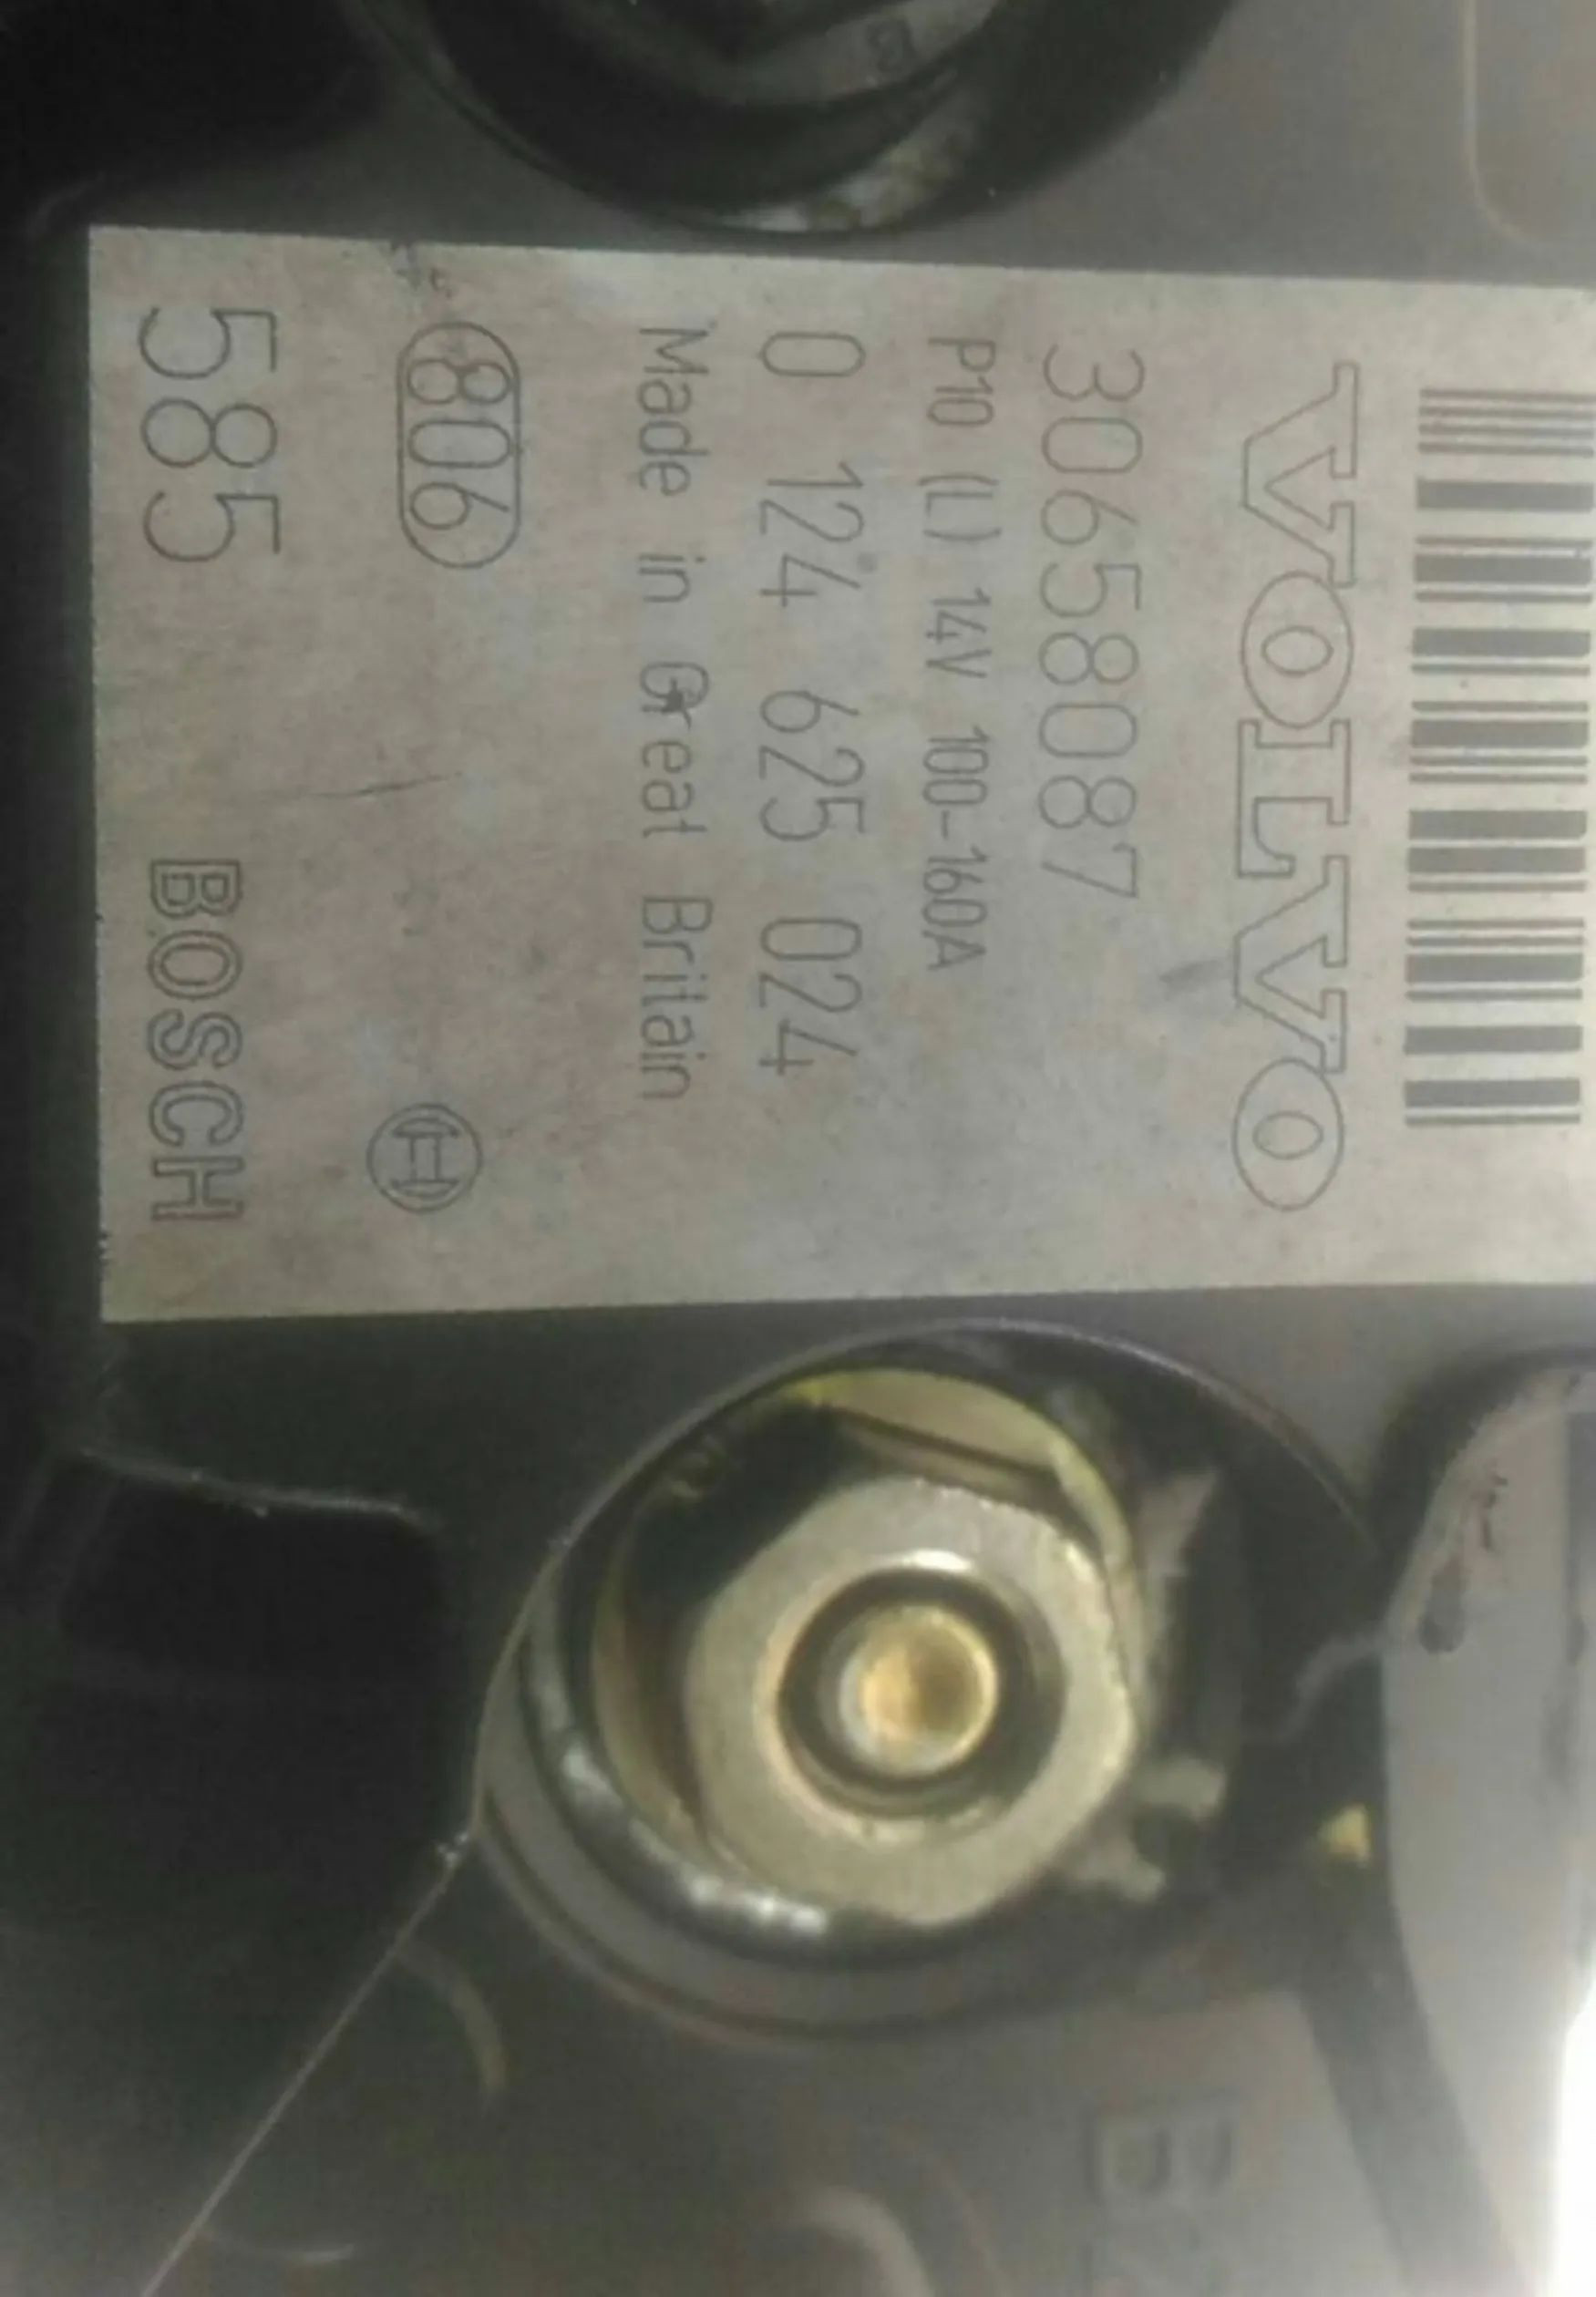 VOLVO
30658087
P10 (L) 14V 100-160A
0 124 625 024
Made in Great Britain
806
585 BOSCH
B+